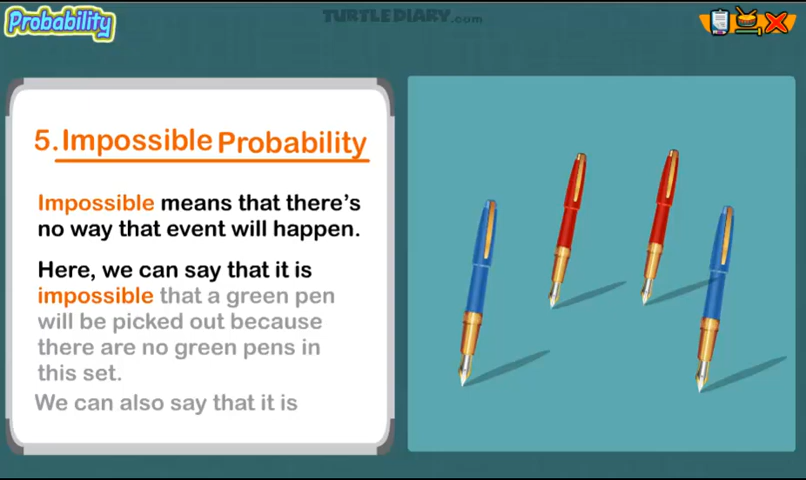 Probability
TURTLE DIARY.com
5.Impossible Probability
Impossible means that there's
no way that event will happen.
Here, we can say that it is
impossible that a green pen
will be picked out because
there are no green pens in
this set.
We can also say that it is